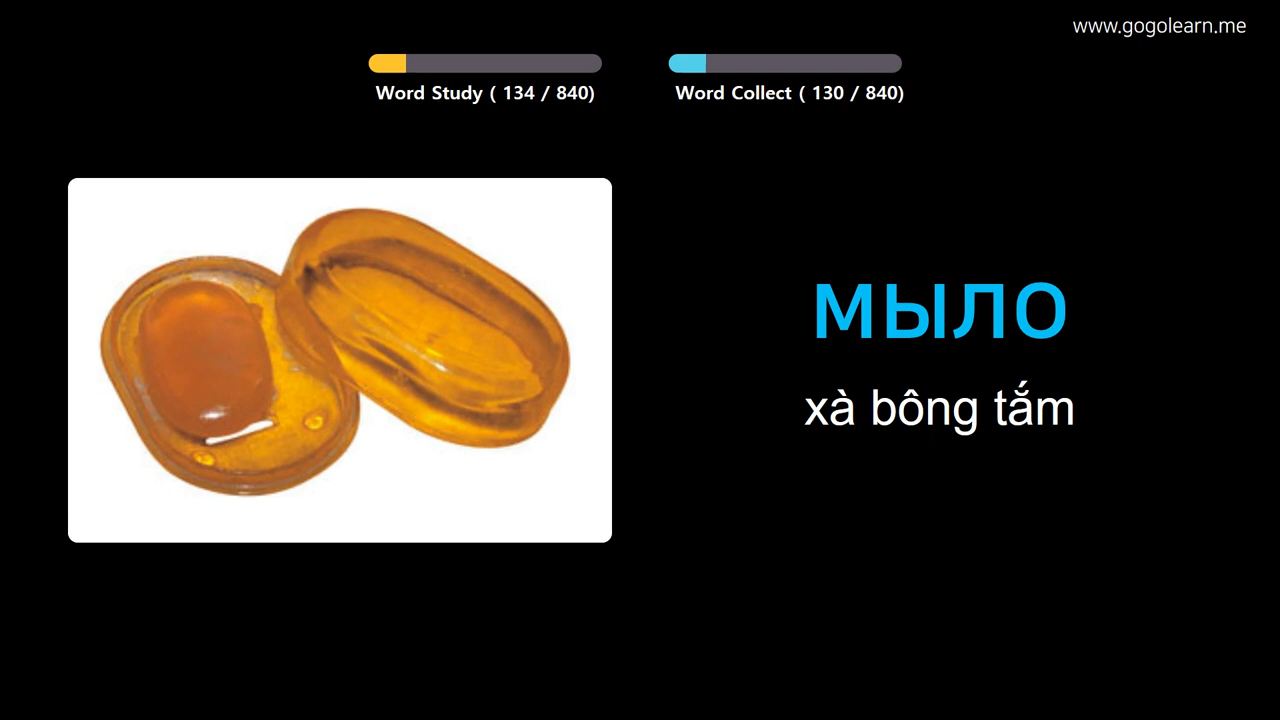 www.gogolearn.me
Word Study ( 134 / 840)
Word Collect ( 130 / 840)
мыло
xà bông tắm